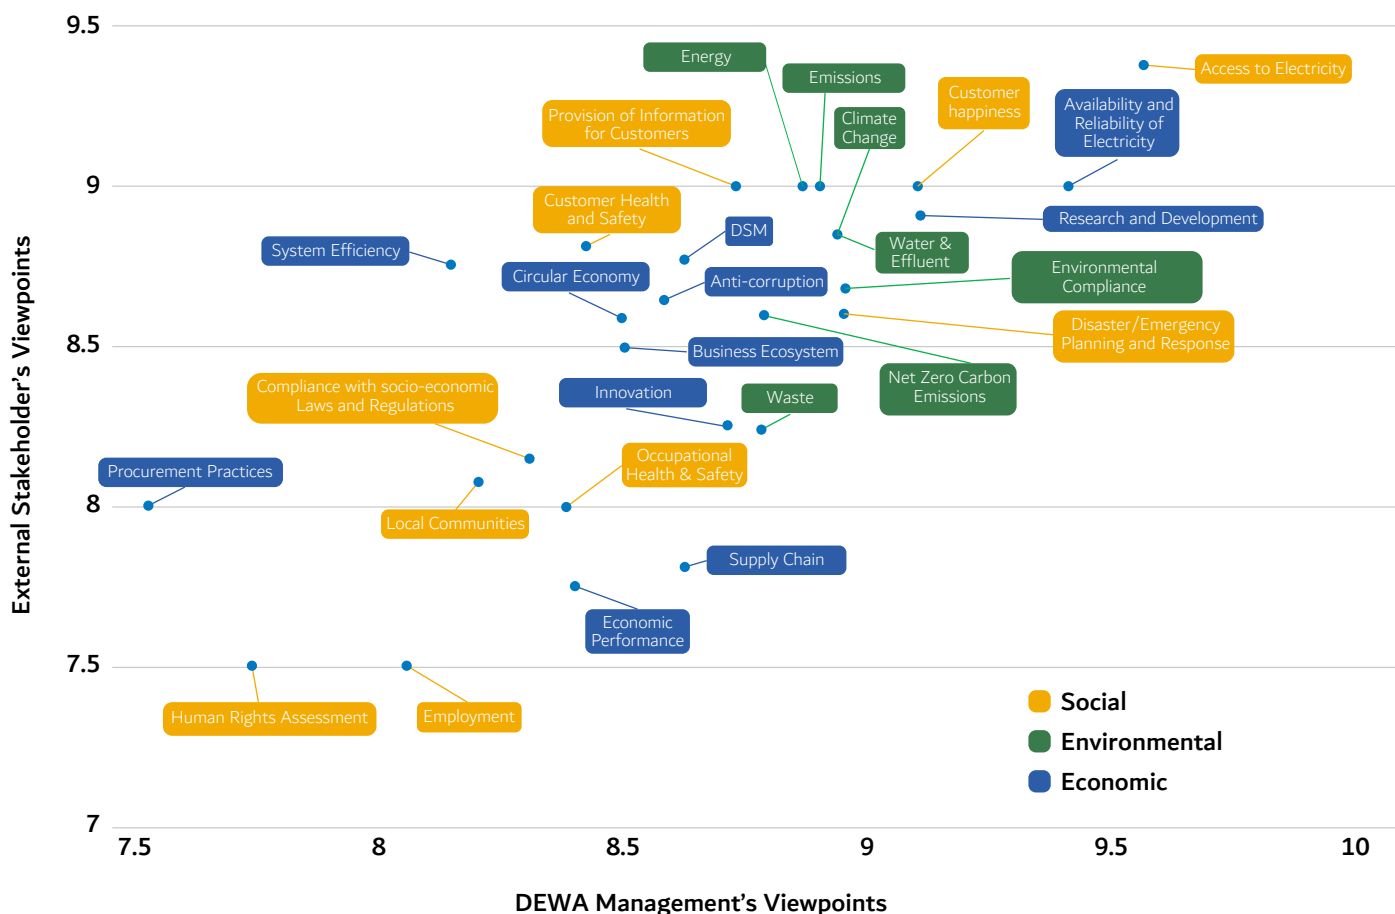 9.5
Energy
Emissions
Access to Electricity
Provision of Information
for Customers
Climate
Change
Customer
happiness
Availability and
Reliability of
Electricity
9
Customer Health
and Safety
DSM
Research and Development
System Efficiency
Circular Economy
Anti-corruption
Water &
Effluent
Environmental
Compliance
8.5
Business Ecosystem
Disaster/Emergency
Planning and Response
Compliance with socio-economic
Laws and Regulations
Innovation
Waste
Net Zero Carbon
Emissions
Procurement Practices
Occupational
Health & Safety
8
Local Communities
Supply Chain
Economic
Performance
7.5
Human Rights Assessment
Employment
Social
Environmental
Economic
7
7.5
8
8.5
9
9.5
10
External Stakeholder's Viewpoints
DEWA Management's Viewpoints